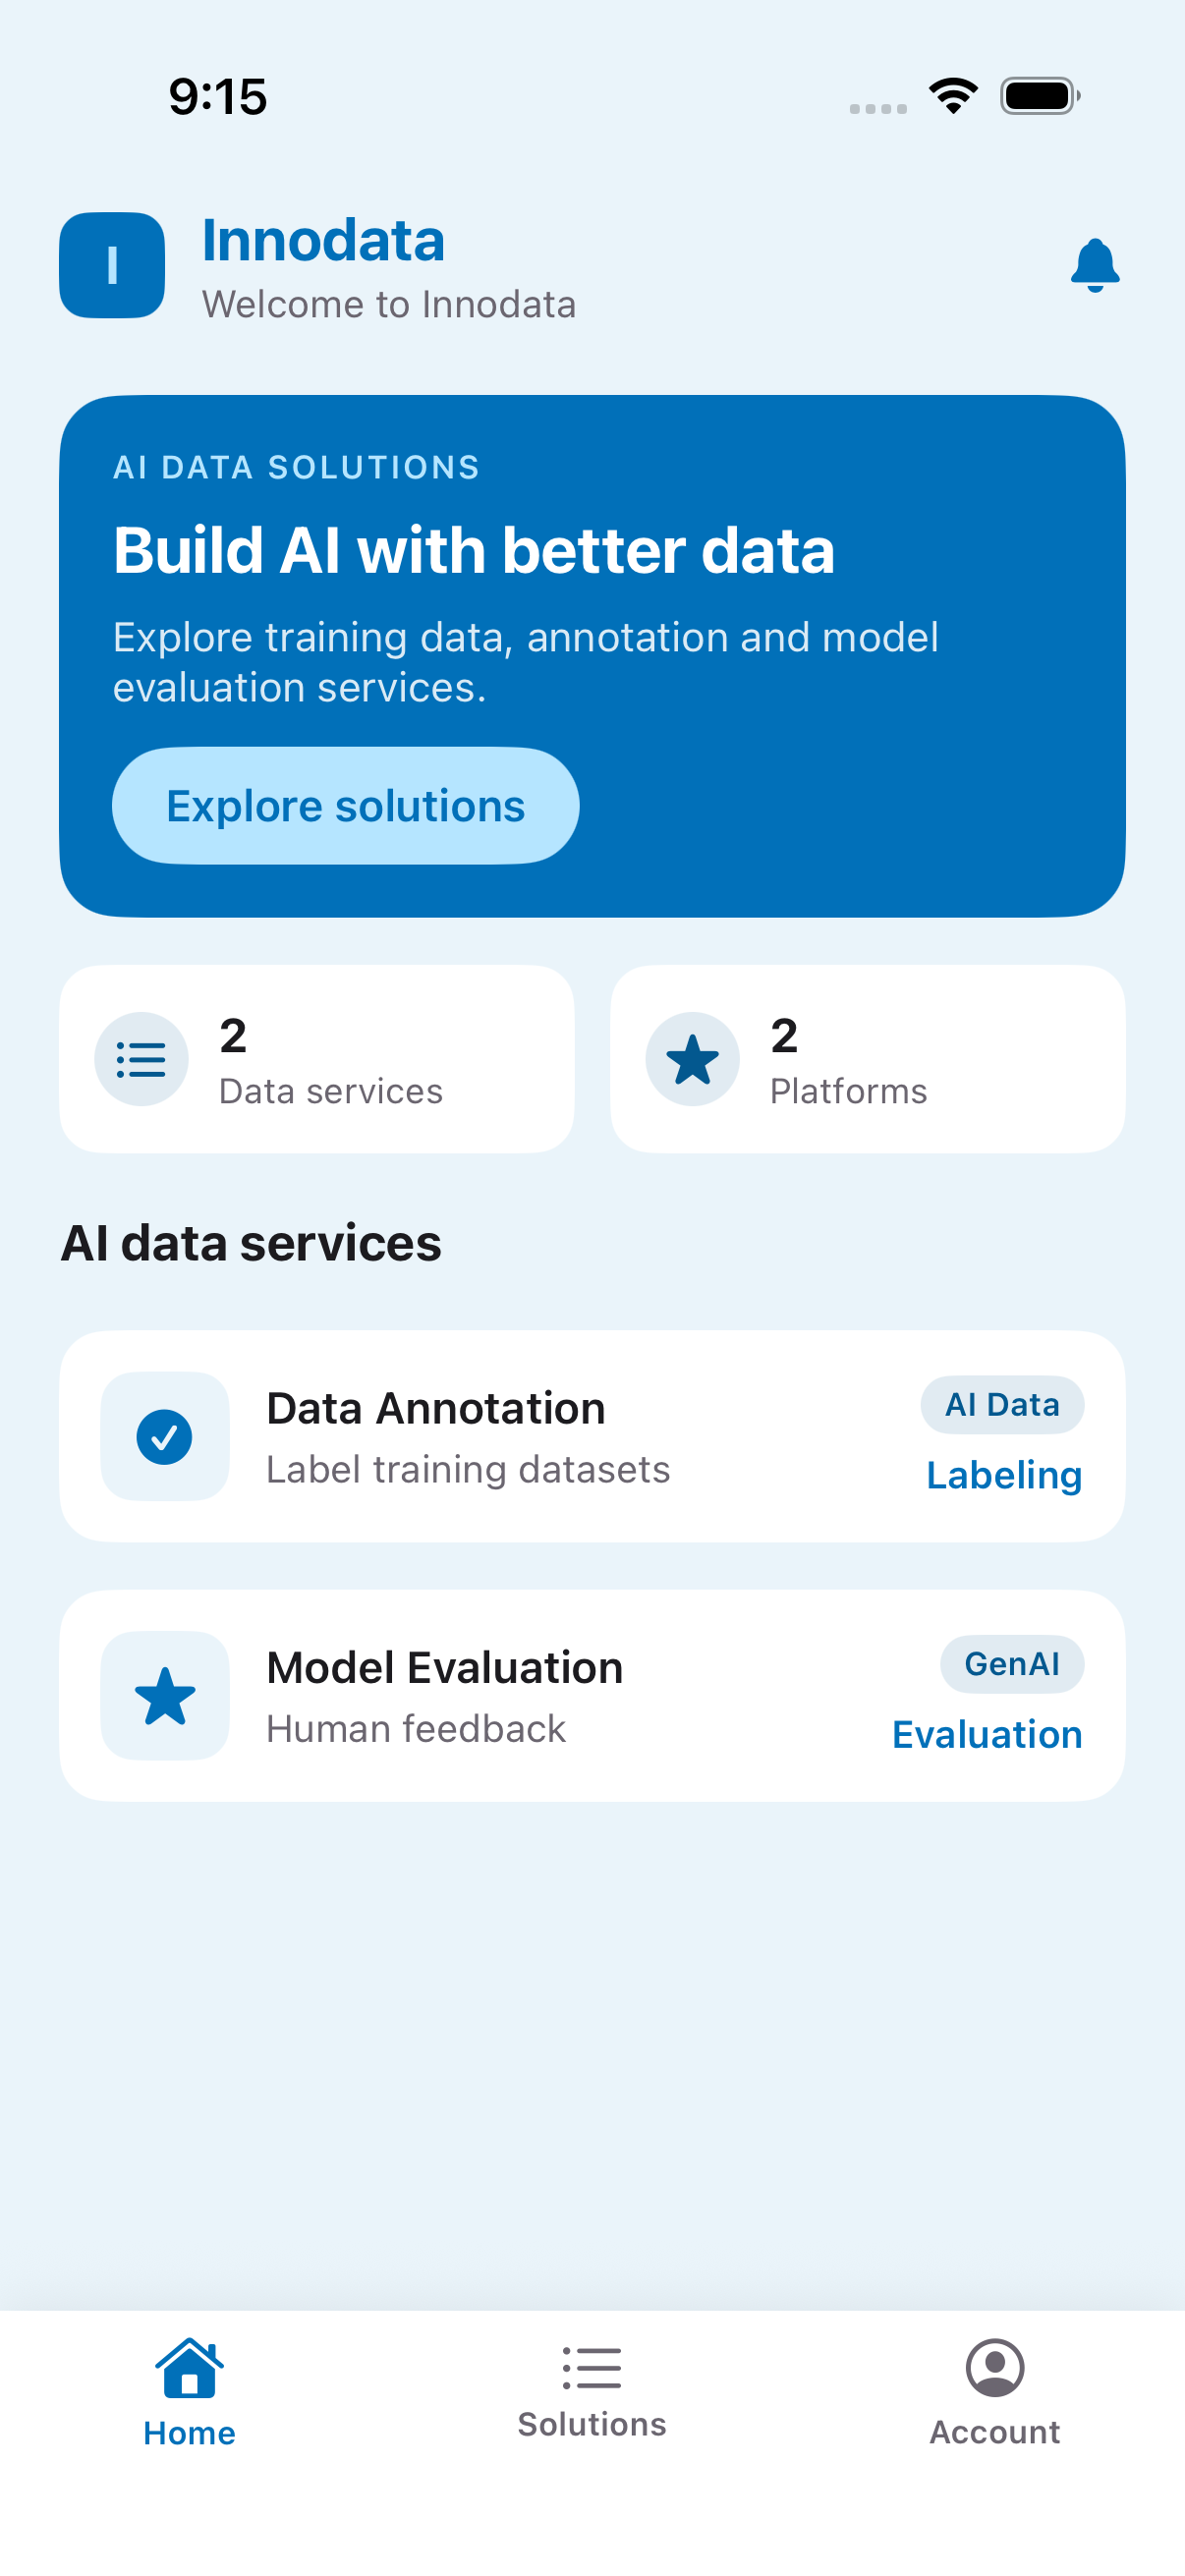 9:15
I
Innodata
Welcome to Innodata
AI DATA SOLUTIONS
Build AI with better data
Explore training data, annotation and model
evaluation services.
Explore solutions
2
Data services
2
Platforms
AI data services
Data Annotation
Label training datasets
AI Data
Labeling
Model Evaluation
Human feedback
GenAI
Evaluation
Home
Solutions
Account